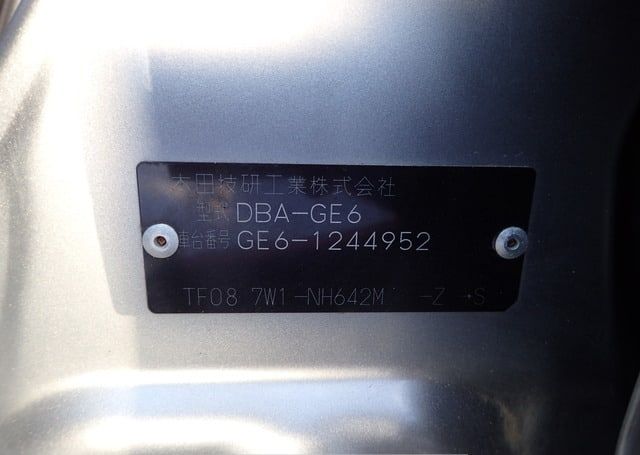 本田技研工業株式会社
型式 DBA-GE6
車台番号 GE6-1244952
TF08 7W1-NH642M -Z -S